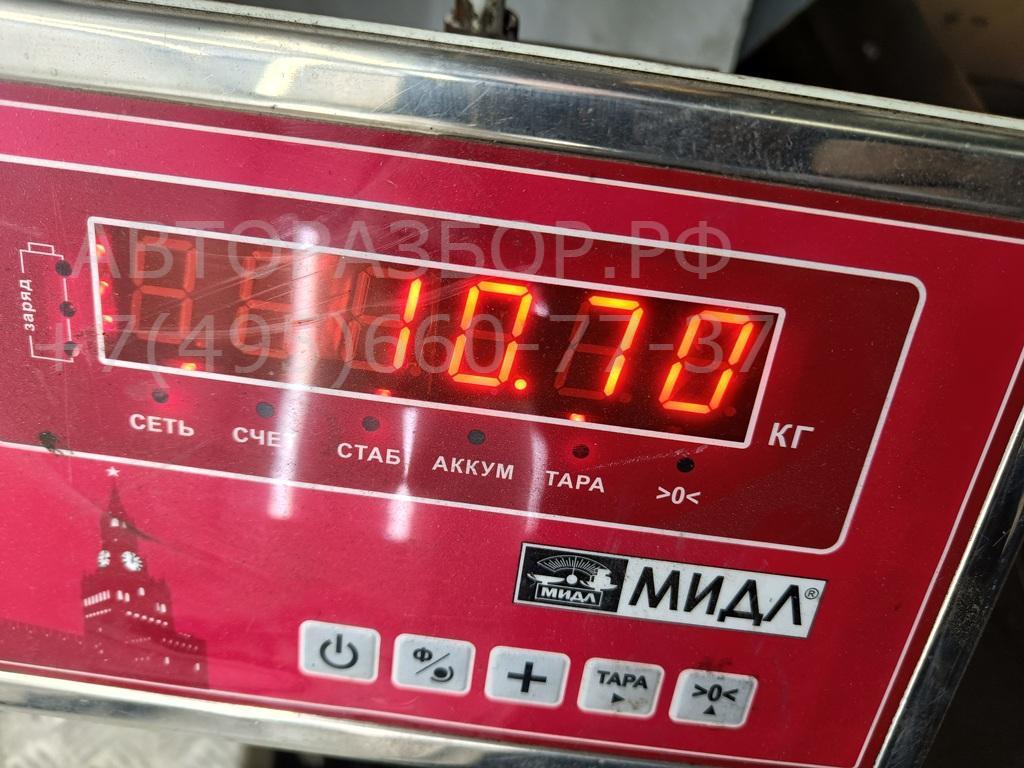 АВТОРАЗБОР.РФ
+7(495)660-77-37
заряд
10.70
КГ
СЕТЬ СЧЕТ СТАБ АККУМ ТАРА >0<
МИДЛ МИДЛ®
Ф + ТАРА >0<